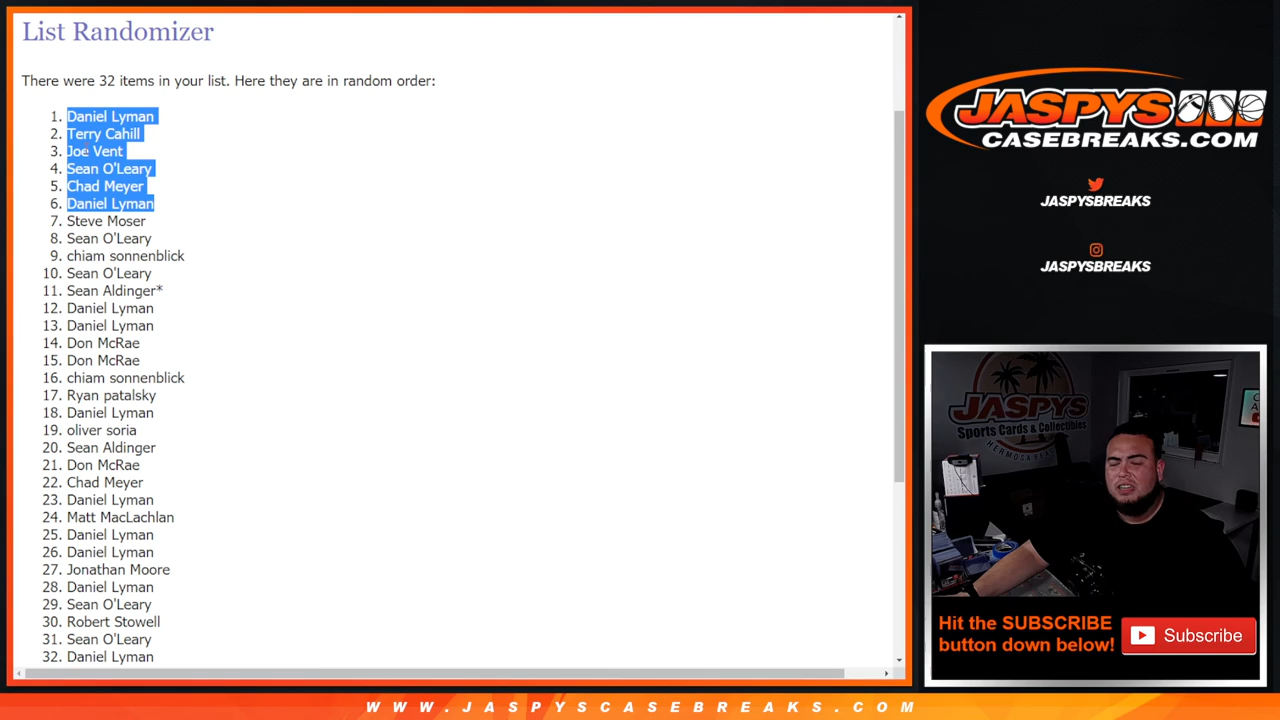 List Randomizer
There were 32 items in your list. Here they are in random order:
1. Daniel Lyman
2. Terry Cahill
3. Joe Vent
4. Sean O'Leary
5. Chad Meyer
6. Daniel Lyman
7. Steve Moser
8. Sean O'Leary
9. chiam sonnenblick
10. Sean O'Leary
11. Sean Aldinger*
12. Daniel Lyman
13. Daniel Lyman
14. Don McRae
15. Don McRae
16. chiam sonnenblick
17. Ryan patalsky
18. Daniel Lyman
19. oliver soria
20. Sean Aldinger
21. Don McRae
22. Chad Meyer
23. Daniel Lyman
24. Matt MacLachlan
25. Daniel Lyman
26. Daniel Lyman
27. Jonathan Moore
28. Daniel Lyman
29. Sean O'Leary
30. Robert Stowell
31. Sean O'Leary
32. Daniel Lyman
JASPYS
CASEBREAKS.COM
JASPYSBREAKS
JASPYSBREAKS
JASPYS
Sports Cards & Collectibles
HERMOSA BEA
Hit the SUBSCRIBE
button down below!
Subscribe
WWW.JASPYSCASEBREAKS.COM